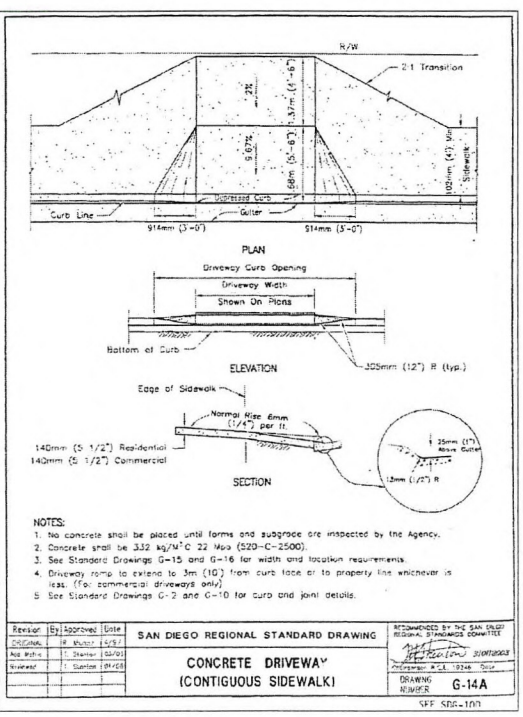 R/W
2:1 Transition
2%
1.37m (4'-6")
9.67%
1.68m (5'-6")
Sidewalk
Depressed Curb
Curb Line
Gutter
914mm (3'-0")
914mm (3'-0")
PLAN
Driveway Curb Opening
Driveway Width
Shown On Plans
Bottom of Curb
ELEVATION
305mm (12") R (typ.)
Edge of Sidewalk
Normal Rise 6mm
(1/4") per ft.
140mm (5 1/2") Residential
140mm (5 1/2") Commercial
25mm (1")
Above Gutter
(1/2") R
SECTION
NOTES:
1. No concrete shall be placed until forms and subgrade are inspected by the Agency.
2. Concrete shall be 332 kg/M³C 22 Mpa (520-C-2500).
3. See Standard Drawings G-15 and G-16 for width and location requirements.
4. Driveway ramp to extend to 3m (10') from curb face or to property line whichever is
less. (For commercial driveways only)
5 See Standard Drawings G-2 and G-10 for curb and joint details.
Revision By Approved Date
ORIGINAL
SAN DIEGO REGIONAL STANDARD DRAWING
CONCRETE DRIVEWAY
(CONTIGUOUS SIDEWALK)
RECOMMENDED BY THE SAN DIEGO
REGIONAL STANDARDS COMMITTEE
Chairperson R.C.E. 19246 Date
DRAWING
NUMBER G-14A
SEE SDG-100